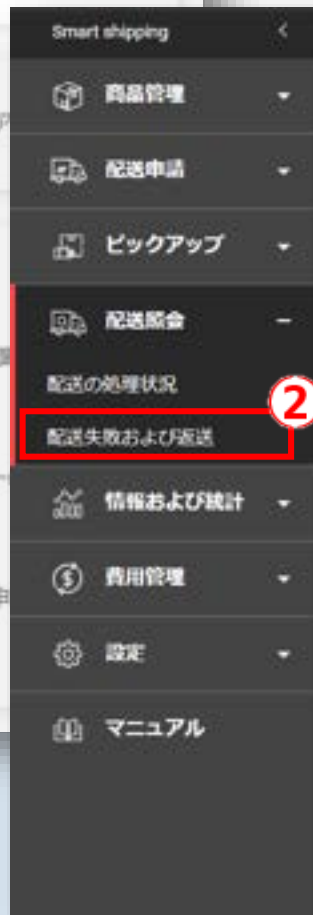 Smart shipping
商品管理
配送申請
ピックアップ
配送照会
配送の処理状況
②
配送失敗および返送
情報および統計
費用管理
設定
マニュアル